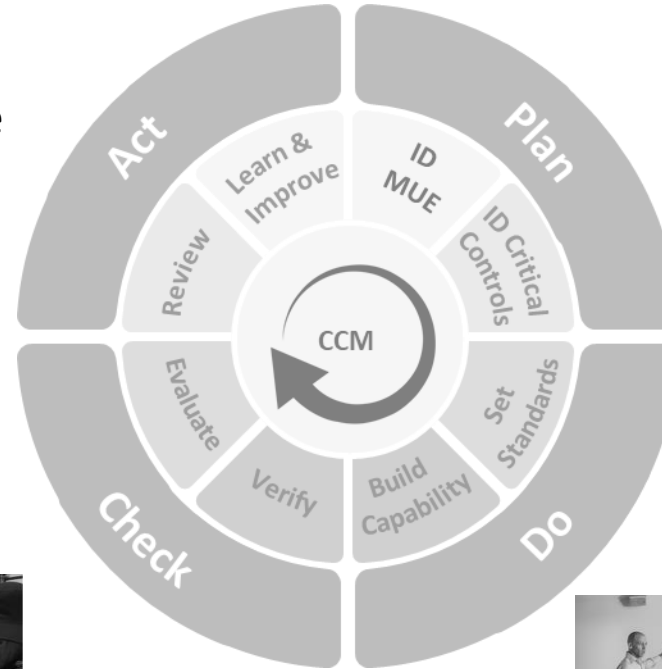 Act
Plan
Learn &
Improve
ID
MUE
ID Critical
Controls
Review
CCM
Set
Standards
Evaluate
Verify
Build
Capability
Check
Do